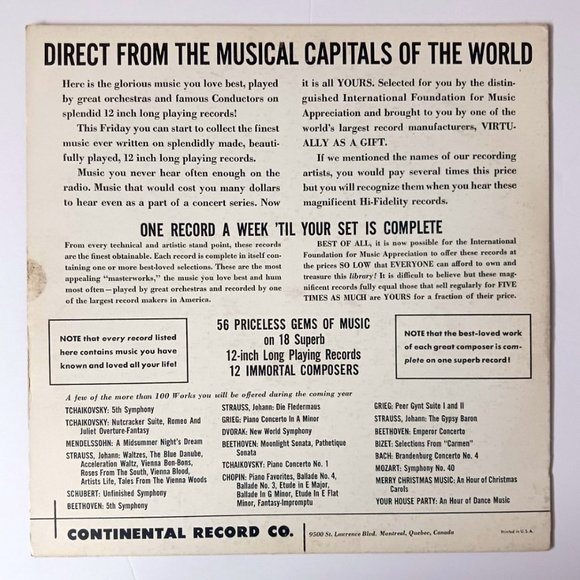 DIRECT FROM THE MUSICAL CAPITALS OF THE WORLD
Here is the glorious music you love best, played
by great orchestras and famous Conductors on
splendid 12 inch long playing records!
This Friday you can start to collect the finest
music ever written on splendidly made, beauti-
fully played, 12 inch long playing records.
Music you never hear often enough on the
radio. Music that would cost you many dollars
to hear even as a part of a concert series. Now
it is all YOURS. Selected for you by the distin-
guished International Foundation for Music
Appreciation and brought to you by one of the
world's largest record manufacturers, VIRTU-
ALLY AS A GIFT.
If we mentioned the names of our recording
artists, you would pay several times this price
but you will recognize them when you hear these
magnificent Hi-Fidelity records.
ONE RECORD A WEEK 'TIL YOUR SET IS COMPLETE
From every technical and artistic stand point, these records
are the finest obtainable. Each record is complete in itself con-
taining one or more best-loved selections. These are the most
appealing "masterworks," the music you love best and hum
most often—played by great orchestras and recorded by one
of the largest record makers in America.
BEST OF ALL, it is now possible for the International
Foundation for Music Appreciation to offer these records at
the prices SO LOW that EVERYONE can afford to own and
treasure this library! It is difficult to believe but these mag-
nificent records fully equal those that sell regularly for FIVE
TIMES AS MUCH are YOURS for a fraction of their price.
NOTE that every record listed
here contains music you have
known and loved all your life!
56 PRICELESS GEMS OF MUSIC
on 18 Superb
12-inch Long Playing Records
12 IMMORTAL COMPOSERS
NOTE that the best-loved work
of each great composer is com-
plete on one superb record!
A few of the more than 100 Works you will be offered during the coming year
TCHAIKOVSKY: 5th Symphony
TCHAIKOVSKY: Nutcracker Suite, Romeo And
Juliet Overture-Fantasy
MENDELSSOHN: A Midsummer Night's Dream
STRAUSS, Johann: Waltzes, The Blue Danube,
Acceleration Waltz, Vienna Bon-Bons,
Roses From The South, Vienna Blood,
Artists Life, Tales From The Vienna Woods
SCHUBERT: Unfinished Symphony
BEETHOVEN: 5th Symphony
STRAUSS, Johann: Die Fledermaus
GRIEG: Piano Concerto In A Minor
DVORAK: New World Symphony
BEETHOVEN: Moonlight Sonata, Pathetique
Sonata
TCHAIKOVSKY: Piano Concerto No. 1
CHOPIN: Piano Favorites, Ballade No. 4,
Ballade No. 3, Etude in E Major,
Ballade In G Minor, Etude In E Flat
Minor, Fantasy-Impromptu
GRIEG: Peer Gynt Suite I and II
STRAUSS, Johann: The Gypsy Baron
BEETHOVEN: Emperor Concerto
BIZET: Selections From "Carmen"
BACH: Brandenburg Concerto No. 4
MOZART: Symphony No. 40
MERRY CHRISTMAS MUSIC: An Hour of Christmas
Carols
YOUR HOUSE PARTY: An Hour of Dance Music
CONTINENTAL RECORD CO.
9500 St. Lawrence Blvd. Montreal, Quebec, Canada
Printed in U.S.A.